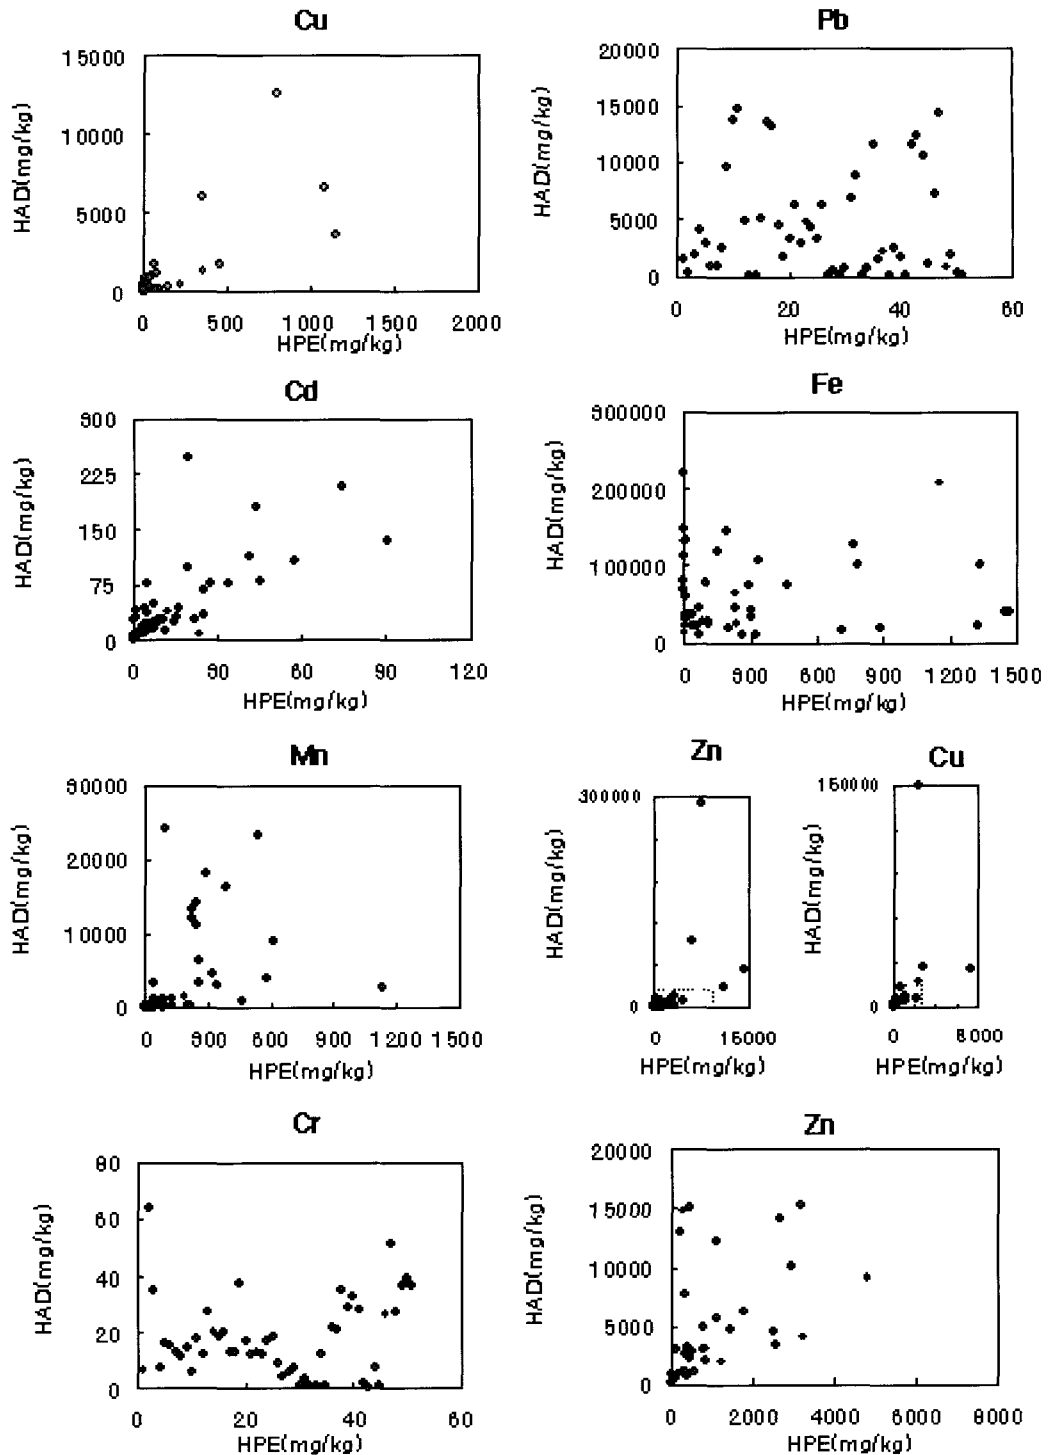 Cu
15000
10000
5000
0
HAD(mg/kg)
0 500 1000 1500 2000
HPE(mg/kg)
Pb
20000
15000
10000
5000
0
HAD(mg/kg)
0 20 40 60
HPE(mg/kg)
Cd
300
225
150
75
0
HAD(mg/kg)
0 30 60 90 120
HPE(mg/kg)
Fe
300000
200000
100000
0
HAD(mg/kg)
0 300 600 900 1200 1500
HPE(mg/kg)
Mn
30000
20000
10000
0
HAD(mg/kg)
0 300 600 900 1200 1500
HPE(mg/kg)
Zn
300000
0
HAD(mg/kg)
0 15000
HPE(mg/kg)
Cu
150000
0
HAD(mg/kg)
0 8000
HPE(mg/kg)
Cr
80
60
40
20
0
HAD(mg/kg)
0 20 40 60
HPE(mg/kg)
Zn
20000
15000
10000
5000
0
HAD(mg/kg)
0 2000 4000 6000 8000
HPE(mg/kg)